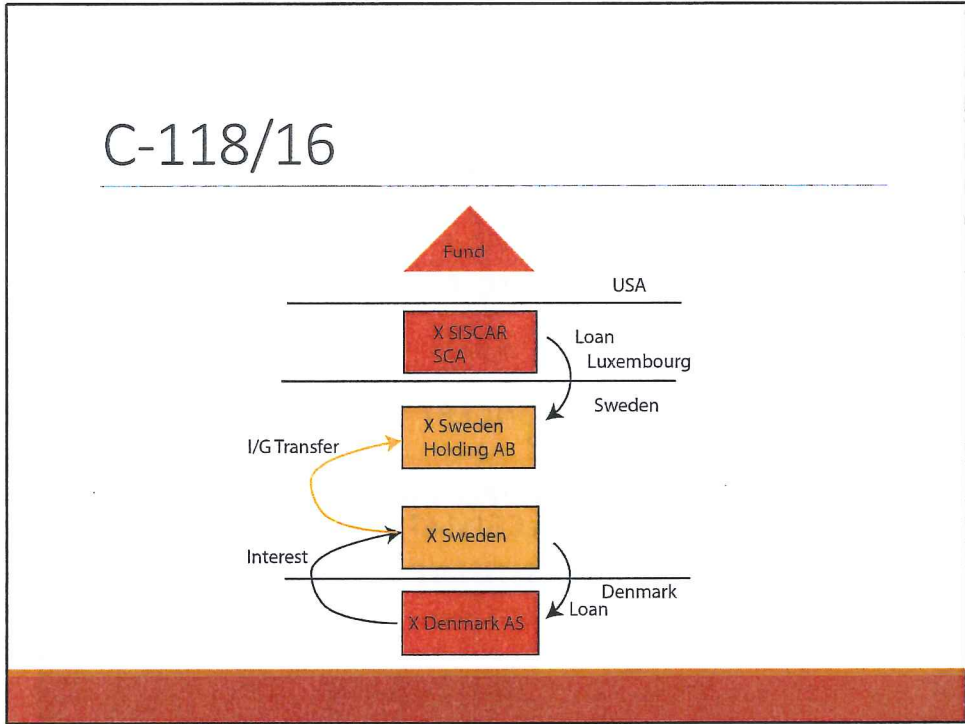 C-118/16
Fund
USA
X SISCAR
SCA
Loan
Luxembourg
Sweden
X Sweden
Holding AB
I/G Transfer
X Sweden
Interest
Denmark
Loan
X Denmark AS